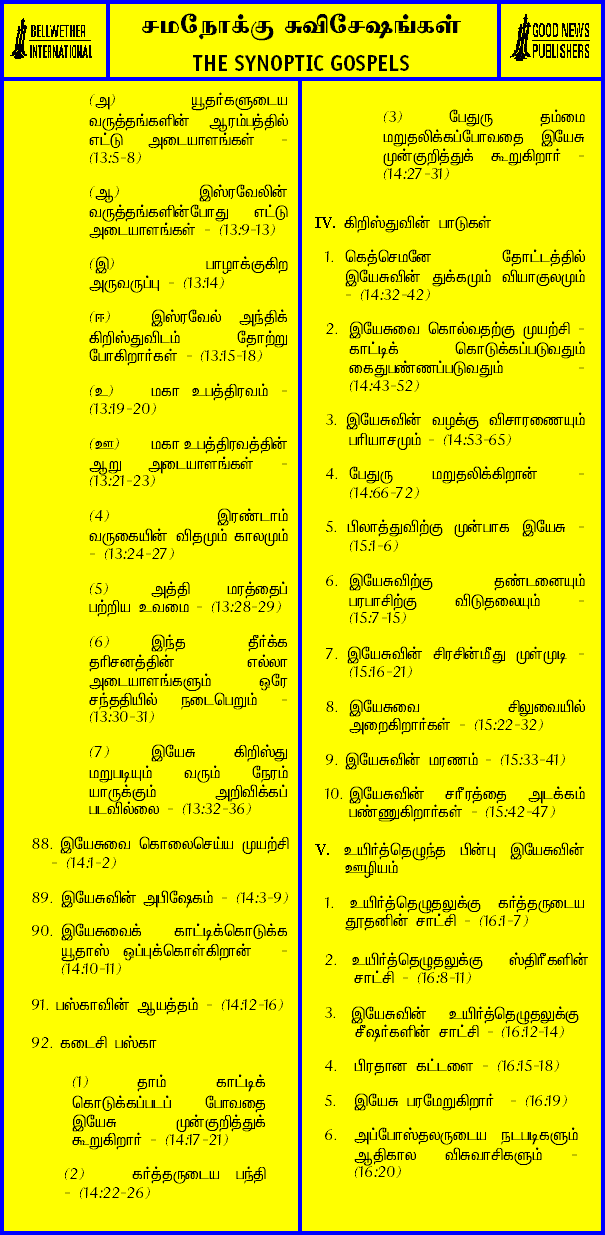 BELLWETHER
INTERNATIONAL
சமநோக்கு சுவிசேஷங்கள்
THE SYNOPTIC GOSPELS
GOOD NEWS
PUBLISHERS
(அ) யூதர்களுடைய
வருத்தங்களின் ஆரம்பத்தில்
எட்டு அடையாளங்கள் -
(13:5-8)
(ஆ) இஸ்ரவேலின்
வருத்தங்களின்போது எட்டு
அடையாளங்கள் - (13:9-13)
(இ) பாழாக்குகிற
அருவருப்பு - (13:14)
(ஈ) இஸ்ரவேல் அந்திக்
கிறிஸ்துவிடம் தோற்று
போகிறார்கள் - (13:15-18)
(உ) மகா உபத்திரவம் -
(13:19-20)
(ஊ) மகா உபத்திரவத்தின்
ஆறு அடையாளங்கள் -
(13:21-23)
(4) இரண்டாம்
வருகையின் விதமும் காலமும்
- (13:24-27)
(5) அத்தி மரத்தைப்
பற்றிய உவமை - (13:28-29)
(6) இந்த தீர்க்க
தரிசனத்தின் எல்லா
அடையாளங்களும் ஒரே
சந்ததியில் நடைபெறும் -
(13:30-31)
(7) இயேசு கிறிஸ்து
மறுபடியும் வரும் நேரம்
யாருக்கும் அறிவிக்கப்
படவில்லை - (13:32-36)
88. இயேசுவை கொலைசெய்ய முயற்சி
- (14:1-2)
89. இயேசுவின் அபிஷேகம் - (14:3-9)
90. இயேசுவைக் காட்டிக்கொடுக்க
யூதாஸ் ஒப்புக்கொள்கிறான் -
(14:10-11)
91. பஸ்காவின் ஆயத்தம் - (14:12-16)
92. கடைசி பஸ்கா
(1) தாம் காட்டிக்
கொடுக்கப்படப் போவதை
இயேசு முன்குறித்துக்
கூறுகிறார் - (14:17-21)
(2) கர்த்தருடைய பந்தி
- (14:22-26)
(3) பேதுரு தம்மை
மறுதலிக்கப்போவதை இயேசு
முன்குறித்துக் கூறுகிறார் -
(14:27-31)
IV. கிறிஸ்துவின் பாடுகள்
1. கெத்செமனே தோட்டத்தில்
இயேசுவின் துக்கமும் வியாகுலமும்
- (14:32-42)
2. இயேசுவை கொல்வதற்கு முயற்சி -
காட்டிக் கொடுக்கப்படுவதும்
கைதுபண்ணப்படுவதும் -
(14:43-52)
3. இயேசுவின் வழக்கு விசாரணையும்
பரியாசமும் - (14:53-65)
4. பேதுரு மறுதலிக்கிறான் -
(14:66-72)
5. பிலாத்துவிற்கு முன்பாக இயேசு -
(15:1-6)
6. இயேசுவிற்கு தண்டனையும்
பரபாசிற்கு விடுதலையும் -
(15:7-15)
7. இயேசுவின் சிரசின்மீது முள்முடி -
(15:16-21)
8. இயேசுவை சிலுவையில்
அறைகிறார்கள் - (15:22-32)
9. இயேசுவின் மரணம் - (15:33-41)
10. இயேசுவின் சரீரத்தை அடக்கம்
பண்ணுகிறார்கள் - (15:42-47)
V. உயிர்த்தெழுந்த பின்பு இயேசுவின்
ஊழியம்
1. உயிர்த்தெழுதலுக்கு கர்த்தருடைய
தூதனின் சாட்சி - (16:1-7)
2. உயிர்த்தெழுதலுக்கு ஸ்திரீகளின்
சாட்சி - (16:8-11)
3. இயேசுவின் உயிர்த்தெழுதலுக்கு
சீஷர்களின் சாட்சி - (16:12-14)
4. பிரதான கட்டளை - (16:15-18)
5. இயேசு பரமேறுகிறார் - (16:19)
6. அப்போஸ்தலருடைய நடபடிகளும்
ஆதிகால விசுவாசிகளும் -
(16:20)